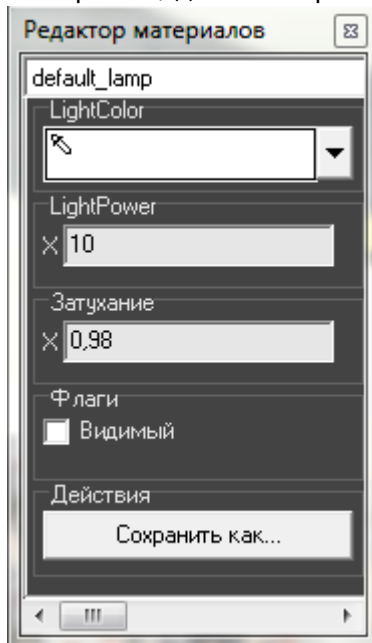 Редактор материалов
default_lamp
LightColor
LightPower
X 10
Затухание
X 0,98
Флаги
Видимый
Действия
Сохранить как...